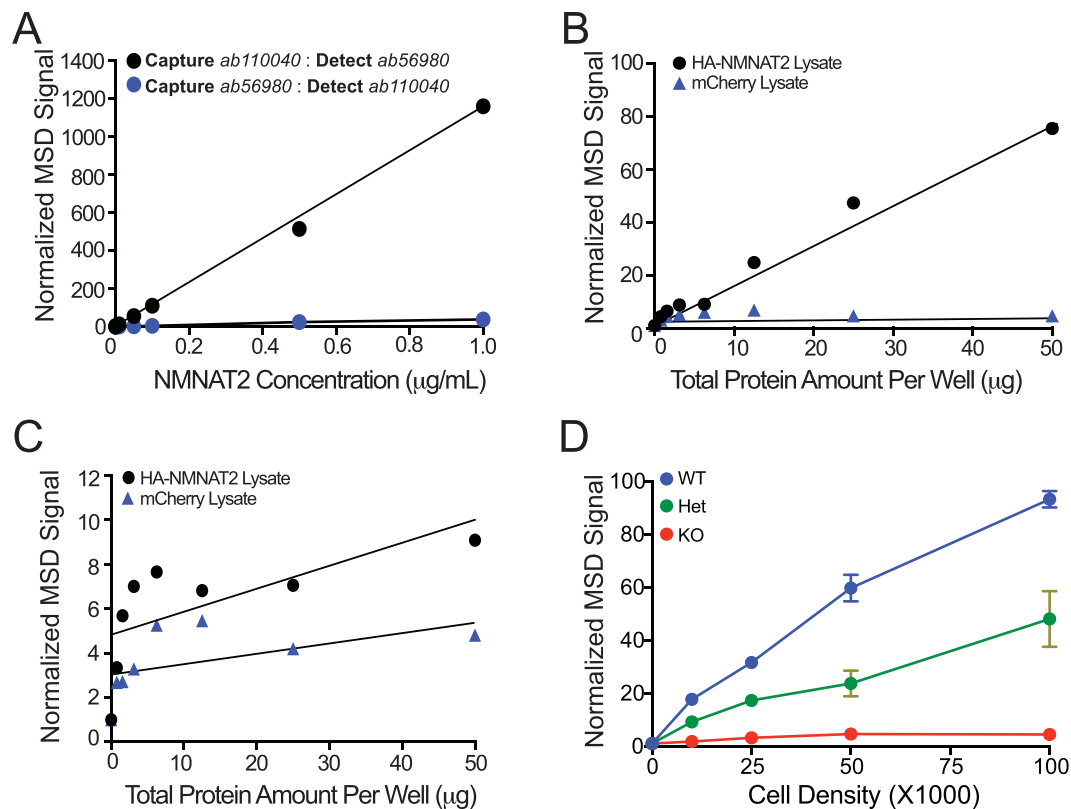 A
Normalized MSD Signal
1400
1200
1000
800
600
400
200
0
Capture ab110040 : Detect ab56980
Capture ab56980 : Detect ab110040
0 0.2 0.4 0.6 0.8 1.0
NMNAT2 Concentration (μg/mL)
B
Normalized MSD Signal
100
80
60
40
20
0
HA-NMNAT2 Lysate
mCherry Lysate
0 10 20 30 40 50
Total Protein Amount Per Well (μg)
C
Normalized MSD Signal
12
10
8
6
4
2
0
HA-NMNAT2 Lysate
mCherry Lysate
0 10 20 30 40 50
Total Protein Amount Per Well (μg)
D
Normalized MSD Signal
100
80
60
40
20
0
WT
Het
KO
0 25 50 75 100
Cell Density (X1000)